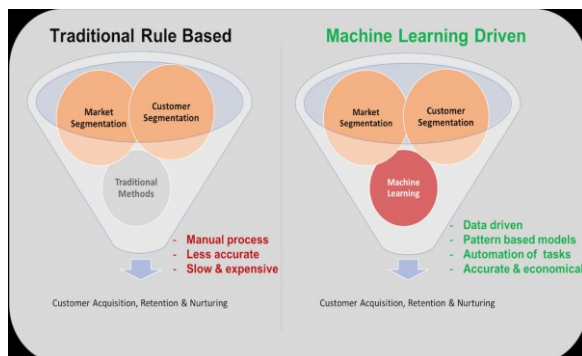 Traditional Rule Based
Market
Segmentation
Customer
Segmentation
Traditional
Methods
- Manual process
- Less accurate
- Slow & expensive
Customer Acquisition, Retention & Nurturing
Machine Learning Driven
Market
Segmentation
Customer
Segmentation
Machine
Learning
- Data driven
- Pattern based models
- Automation of tasks
- Accurate & economical
Customer Acquisition, Retention & Nurturing